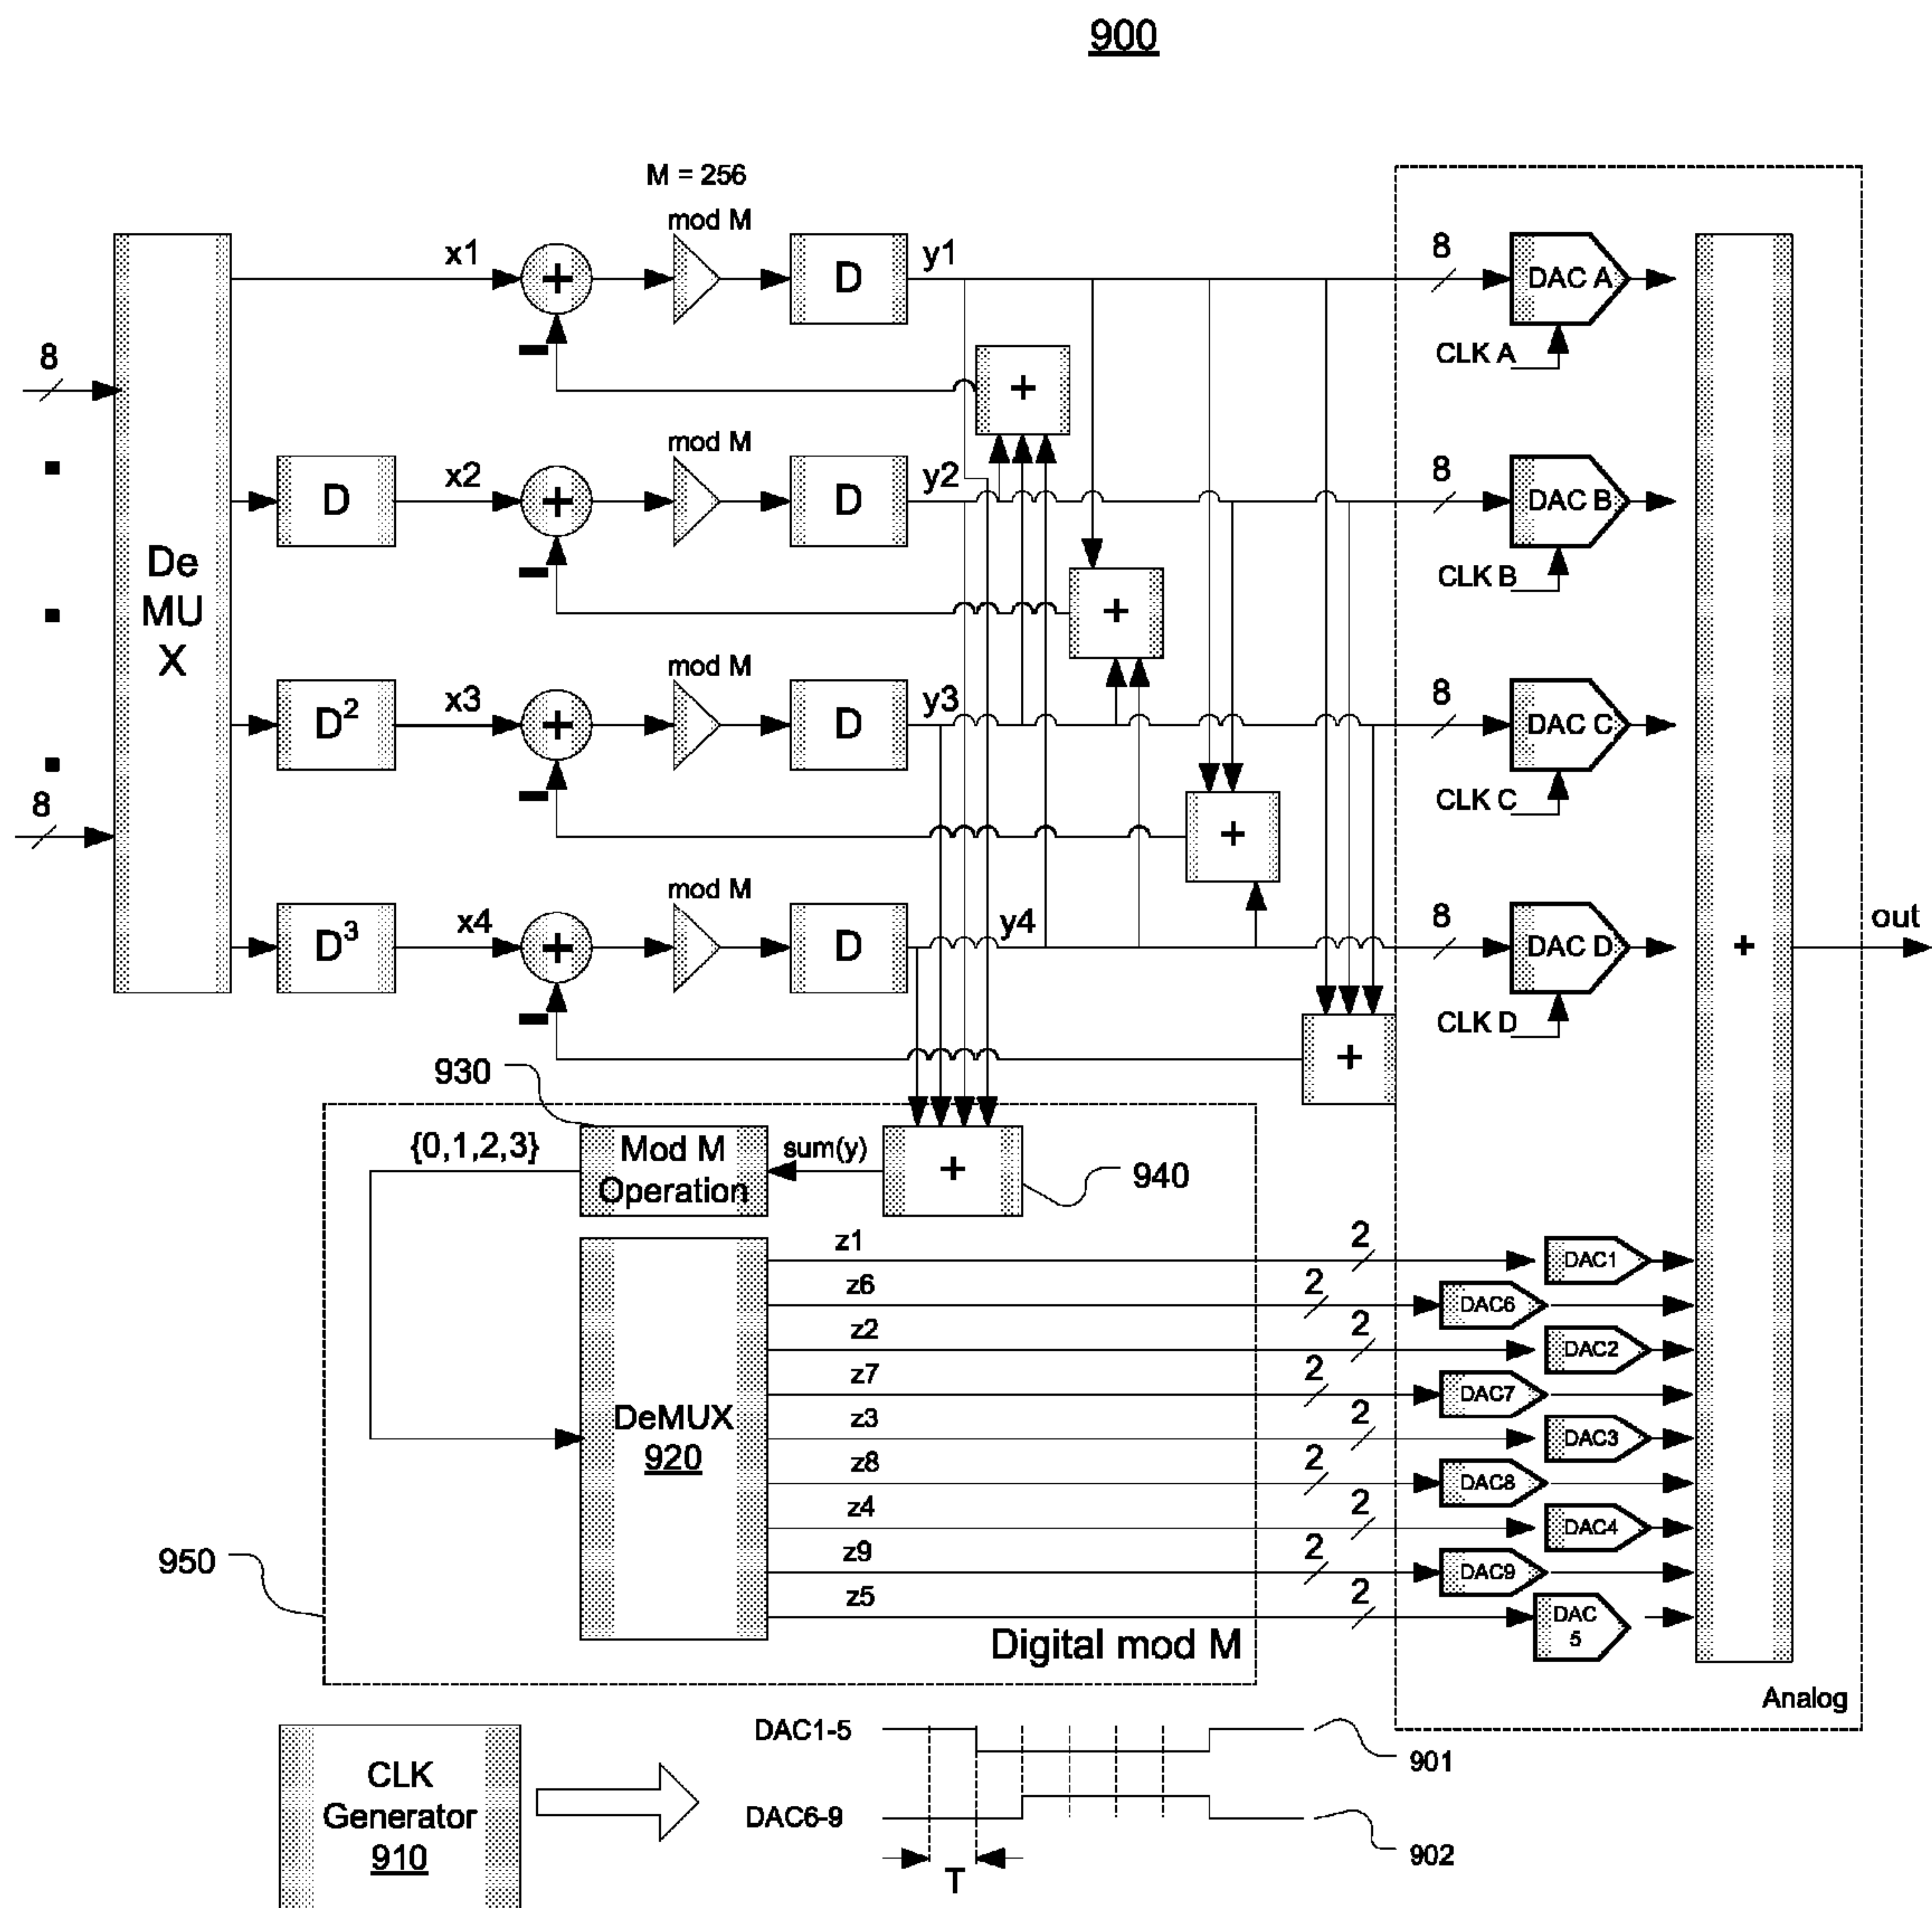 900
M = 256
mod M
x1
+
D
y1
8
DAC A
CLK A
8
+
De
MU
X
D
x2
+
mod M
D
y2
8
DAC B
CLK B
+
D²
x3
+
mod M
D
y3
8
DAC C
CLK C
8
+
D³
x4
+
mod M
D
y4
8
DAC D
CLK D
+
out
+
930
{0,1,2,3}
Mod M
Operation
sum(y)
+
940
z1
2
DAC1
z6
2
DAC6
z2
2
DAC2
z7
2
DAC7
z3
2
DAC3
DeMUX
920
z8
2
DAC8
z4
2
DAC4
950
z9
2
DAC9
z5
2
DAC
5
Digital mod M
Analog
CLK
Generator
910
DAC1-5
901
DAC6-9
902
T